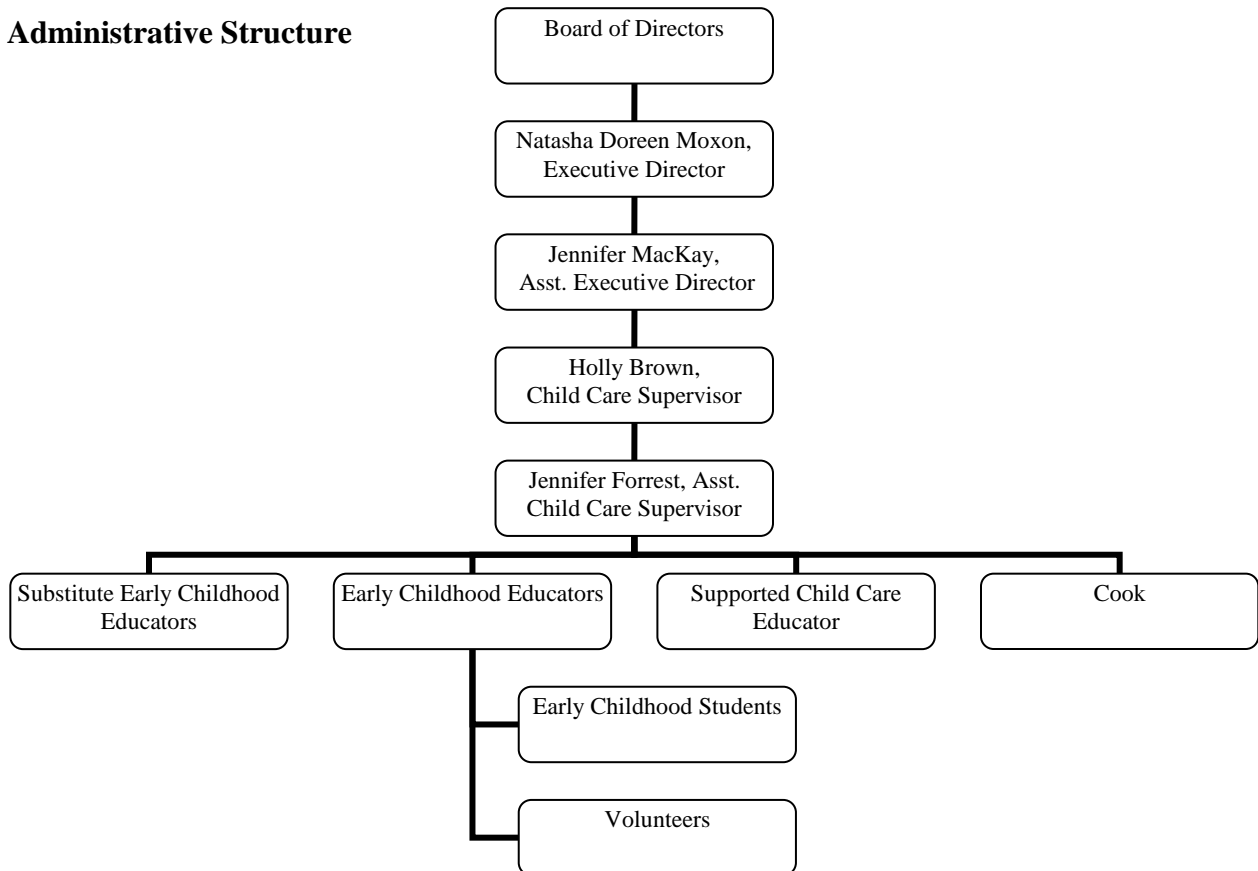 Administrative Structure
Board of Directors
Natasha Doreen Moxon,
Executive Director
Jennifer MacKay,
Asst. Executive Director
Holly Brown,
Child Care Supervisor
Jennifer Forrest, Asst.
Child Care Supervisor
Substitute Early Childhood
Educators
Early Childhood Educators
Supported Child Care
Educator
Cook
Early Childhood Students
Volunteers